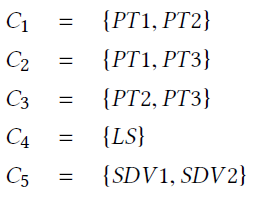 C₁ = {PT1, PT2}
C₂ = {PT1, PT3}
C₃ = {PT2, PT3}
C₄ = {LS}
C₅ = {SDV1, SDV2}